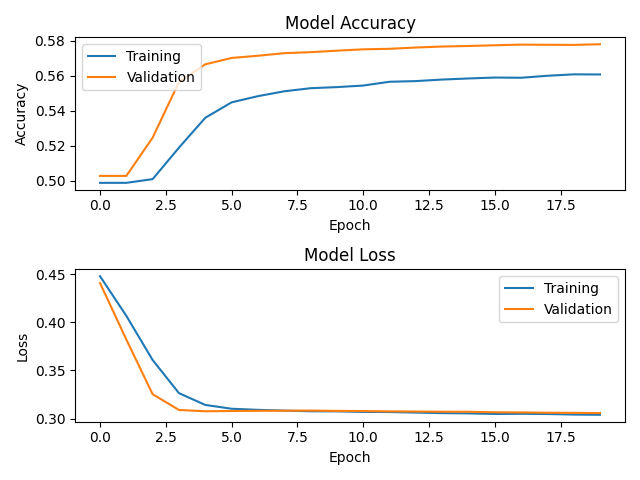 Model Accuracy
0.58
0.56
0.54
0.52
0.50
Accuracy
Training
Validation
0.0 2.5 5.0 7.5 10.0 12.5 15.0 17.5
Epoch
Model Loss
0.45
0.40
0.35
0.30
Loss
Training
Validation
0.0 2.5 5.0 7.5 10.0 12.5 15.0 17.5
Epoch